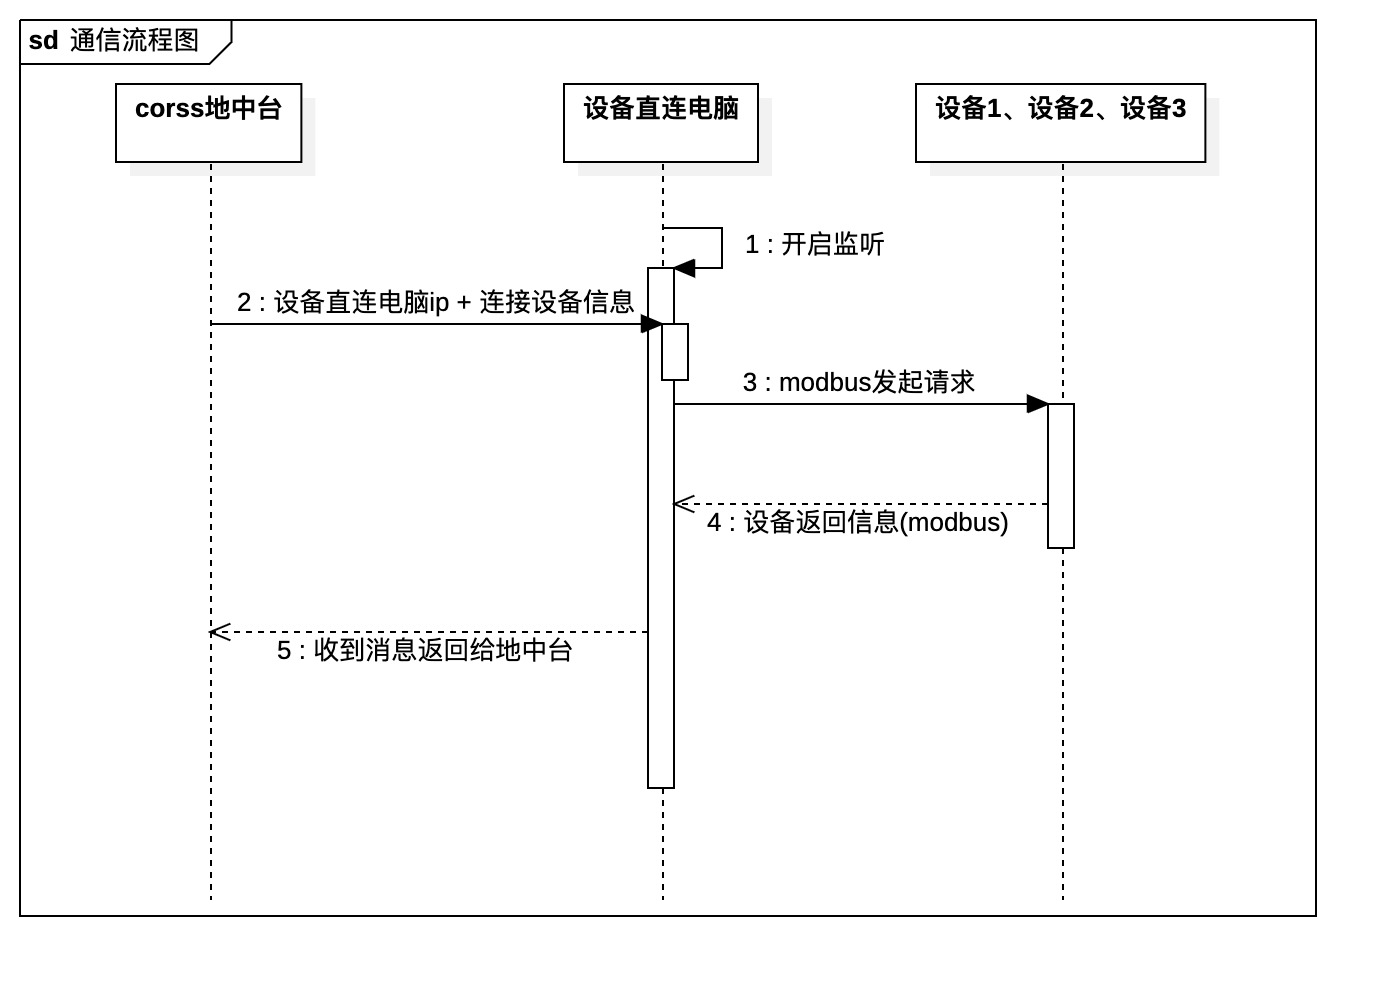 sd 通信流程图
corss地中台
设备直连电脑
设备1、设备2、设备3
1 : 开启监听
2 : 设备直连电脑ip + 连接设备信息
3 : modbus发起请求
4 : 设备返回信息(modbus)
5 : 收到消息返回给地中台